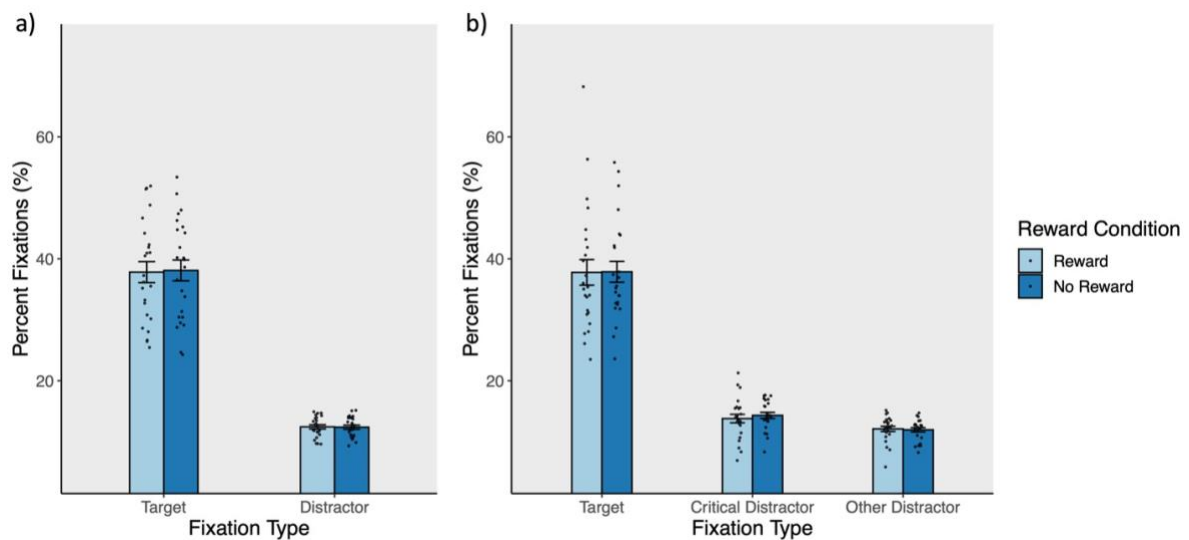 a)
60
40
20
Percent Fixations (%)
Target Distractor
Fixation Type
b)
60
40
20
Percent Fixations (%)
Target Critical Distractor Other Distractor
Fixation Type
Reward Condition
Reward
No Reward